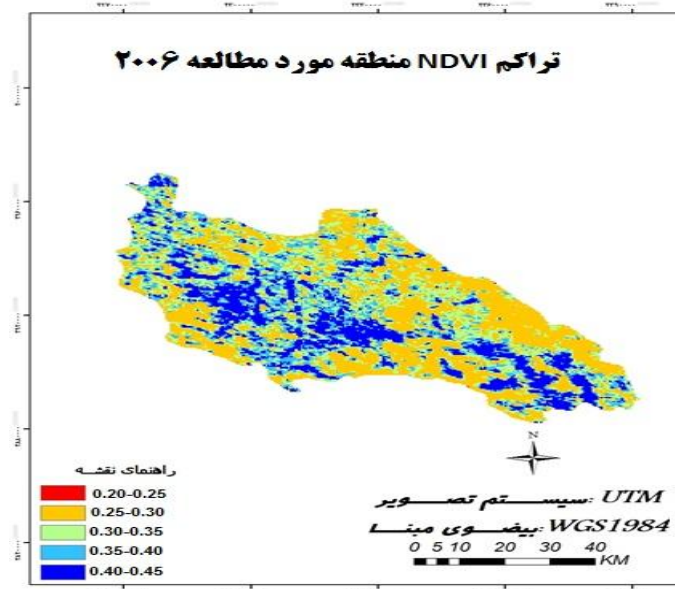 تراکم NDVI منطقه مورد مطالعه ۲۰۰۶
N
راهنمای نقشه
0.20-0.25
0.25-0.30
0.30-0.35
0.35-0.40
0.40-0.45
سیستم تصویر: UTM
بیضوی مبنا: WGS1984
0 5 10 20 30 40
KM